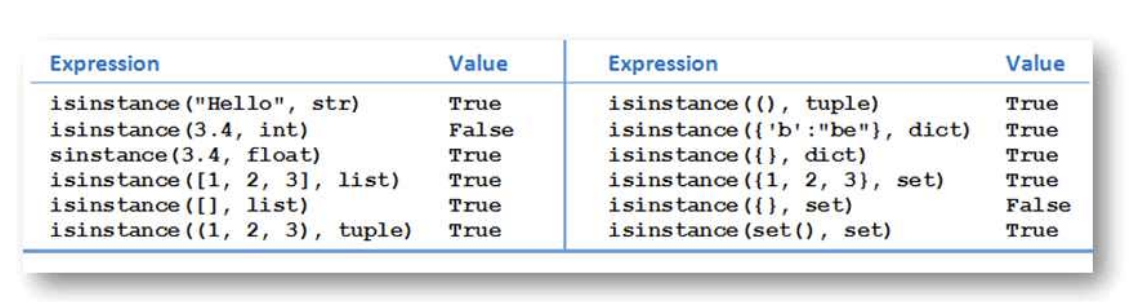 Expression Value Expression Value
isinstance("Hello", str) True isinstance((), tuple) True
isinstance(3.4, int) False isinstance({'b':"be"}, dict) True
sinstance(3.4, float) True isinstance({}, dict) True
isinstance([1, 2, 3], list) True isinstance({1, 2, 3}, set) True
isinstance([], list) True isinstance({}, set) False
isinstance((1, 2, 3), tuple) True isinstance(set(), set) True